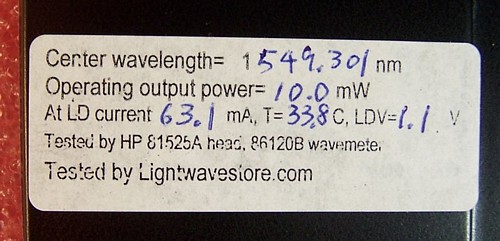 Center wavelength= 1549.301 nm
Operating output power= 10.0 mW
At LD current 63.1 mA, T= 33.8 C, LDV= 1.1 V
Tested by HP 81525A head, 86120B wavemeter
Tested by Lightwavestore.com